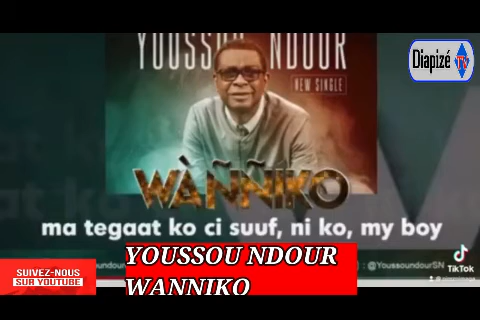 YOUSSOU NDOUR
NEW SINGLE
Diapizé TV
WÀÑÑIKO
ma tegaat ko ci suuf, ni ko, my boy
YOUSSOU NDOUR
WANNIKO
: @YoussoundourSN
TikTok
SUIVEZ-NOUS
SUR YOUTUBE